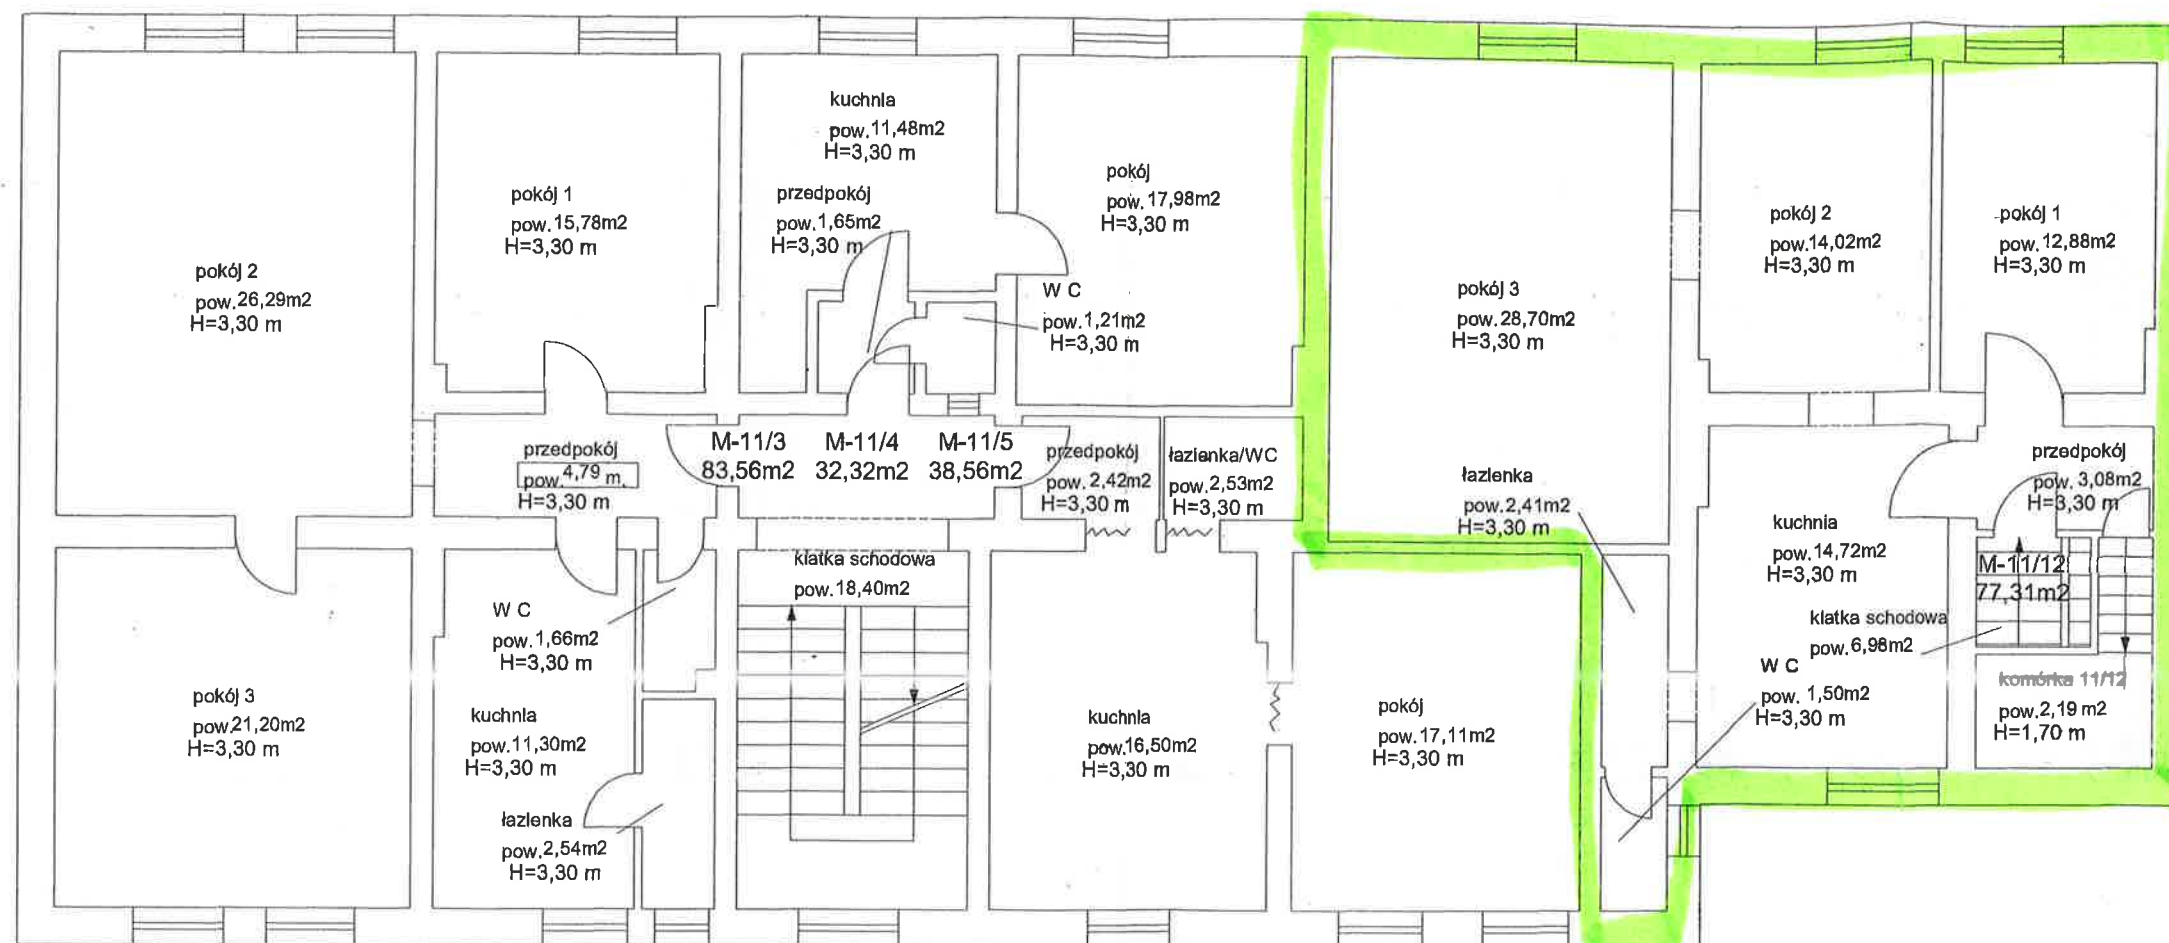 pokój 2
pow.26,29m2
H=3,30 m
pokój 1
pow.15,78m2
H=3,30 m
kuchnia
pow.11,48m2
H=3,30 m
przedpokój
pow.1,65m2
H=3,30 m
W C
pow.1,21m2
H=3,30 m
pokój
pow.17,98m2
H=3,30 m
pokój 3
pow.28,70m2
H=3,30 m
pokój 2
pow.14,02m2
H=3,30 m
pokój 1
pow.12,88m2
H=3,30 m
przedpokój
pow.4,79 m.
H=3,30 m
M-11/3
83,56m2
M-11/4
32,32m2
M-11/5
38,56m2
przedpokój
pow.2,42m2
H=3,30 m
łazienka/WC
pow.2,53m2
H=3,30 m
łazienka
pow.2,41m2
H=3,30 m
przedpokój
pow. 3,08m2
H=3,30 m
kuchnia
pow.14,72m2
H=3,30 m
M-11/12
77,31m2
klatka schodowa
pow.6,98m2
W C
pow. 1,50m2
H=3,30 m
komórka 11/12
pow.2,19 m2
H=1,70 m
pokój 3
pow.21,20m2
H=3,30 m
W C
pow.1,66m2
H=3,30 m
kuchnia
pow.11,30m2
H=3,30 m
łazienka
pow.2,54m2
H=3,30 m
klatka schodowa
pow.18,40m2
kuchnia
pow.16,50m2
H=3,30 m
pokój
pow.17,11m2
H=3,30 m